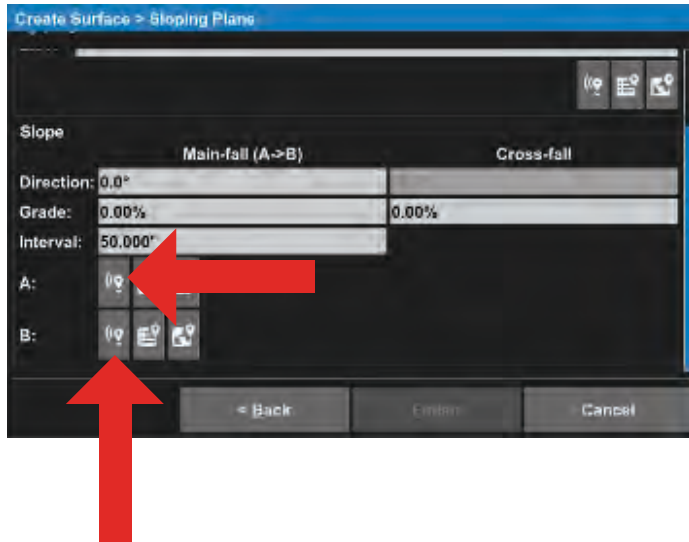 Create Surface > Sloping Plane
Slope
Main-fall (A->B) Cross-fall
Direction: 0.0°
Grade: 0.00% 0.00%
Interval: 50.000'
A:
B:
< Back Finish Cancel